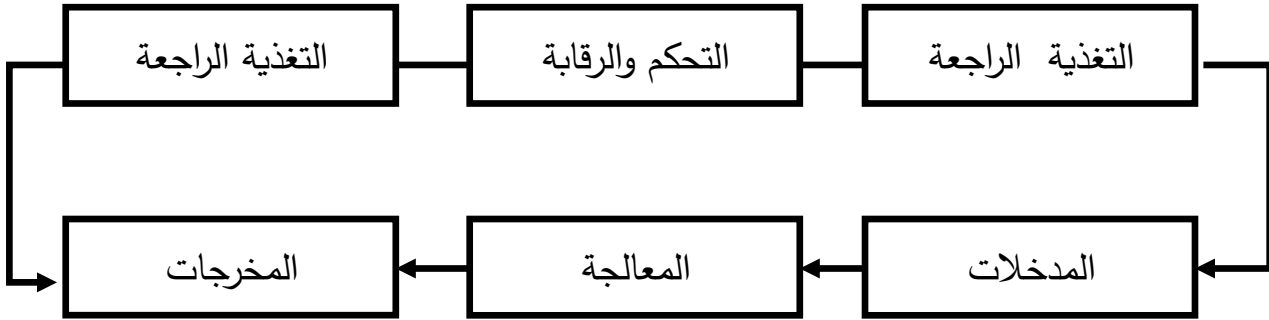 التغذية الراجعة
التحكم والرقابة
التغذية الراجعة
المدخلات
المعالجة
المخرجات